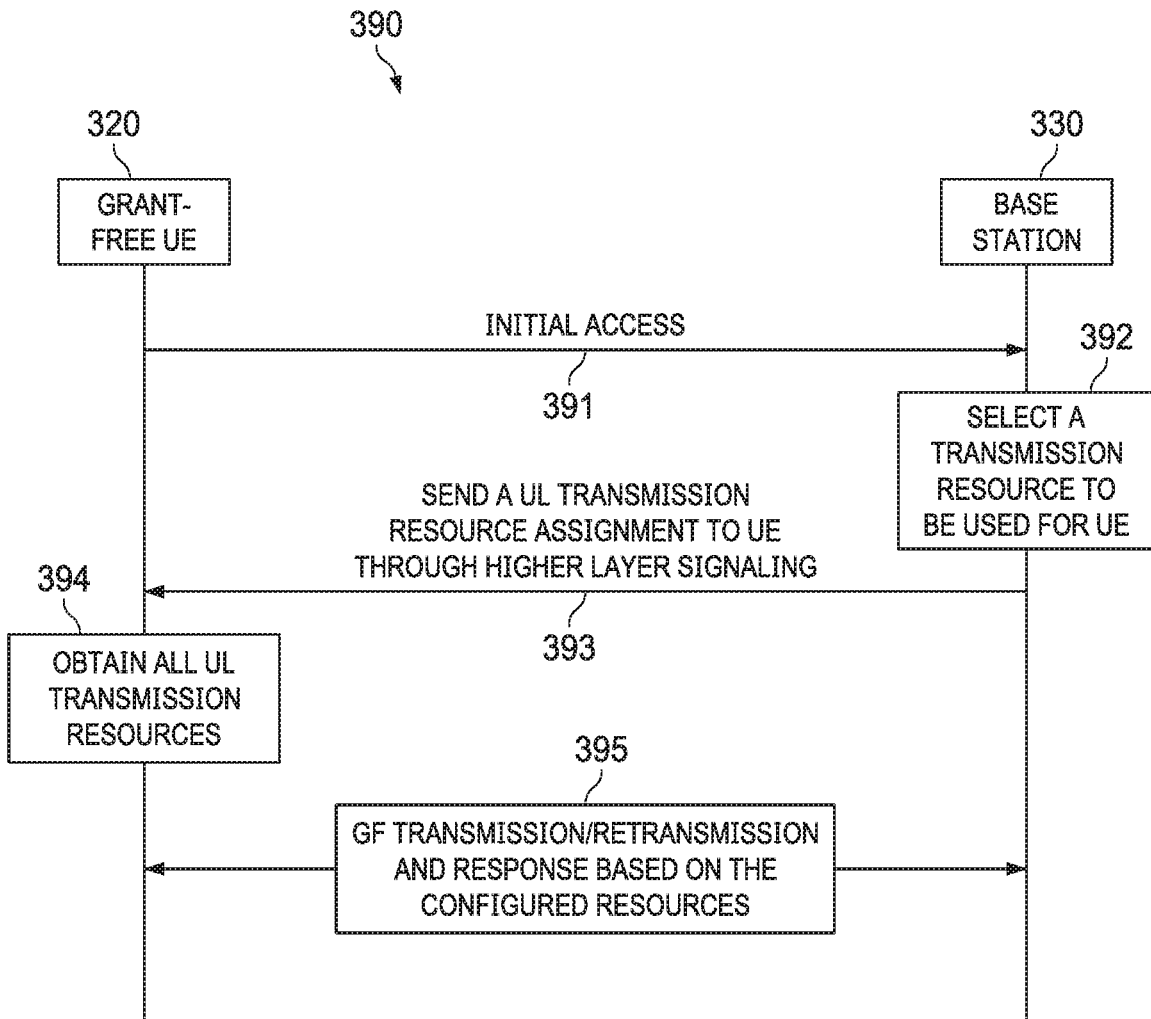 390
320
330
GRANT-
FREE UE
BASE
STATION
INITIAL ACCESS
391
392
SELECT A
TRANSMISSION
RESOURCE TO
BE USED FOR UE
SEND A UL TRANSMISSION
RESOURCE ASSIGNMENT TO UE
THROUGH HIGHER LAYER SIGNALING
393
394
OBTAIN ALL UL
TRANSMISSION
RESOURCES
395
GF TRANSMISSION/RETRANSMISSION
AND RESPONSE BASED ON THE
CONFIGURED RESOURCES